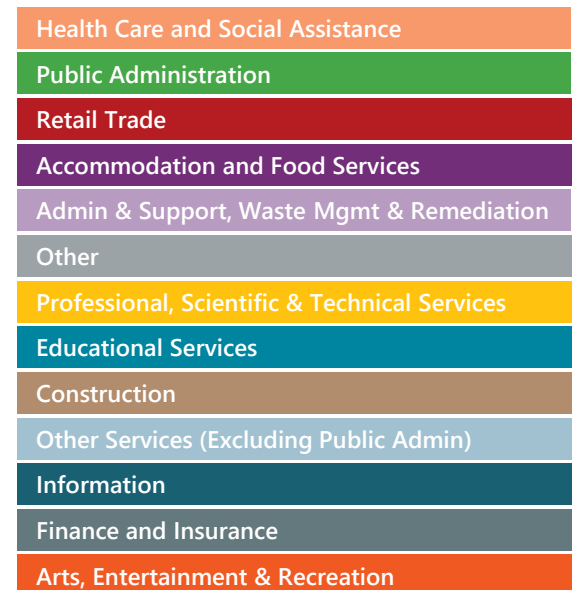 Health Care and Social Assistance
Public Administration
Retail Trade
Accommodation and Food Services
Admin & Support, Waste Mgmt & Remediation
Other
Professional, Scientific & Technical Services
Educational Services
Construction
Other Services (Excluding Public Admin)
Information
Finance and Insurance
Arts, Entertainment & Recreation